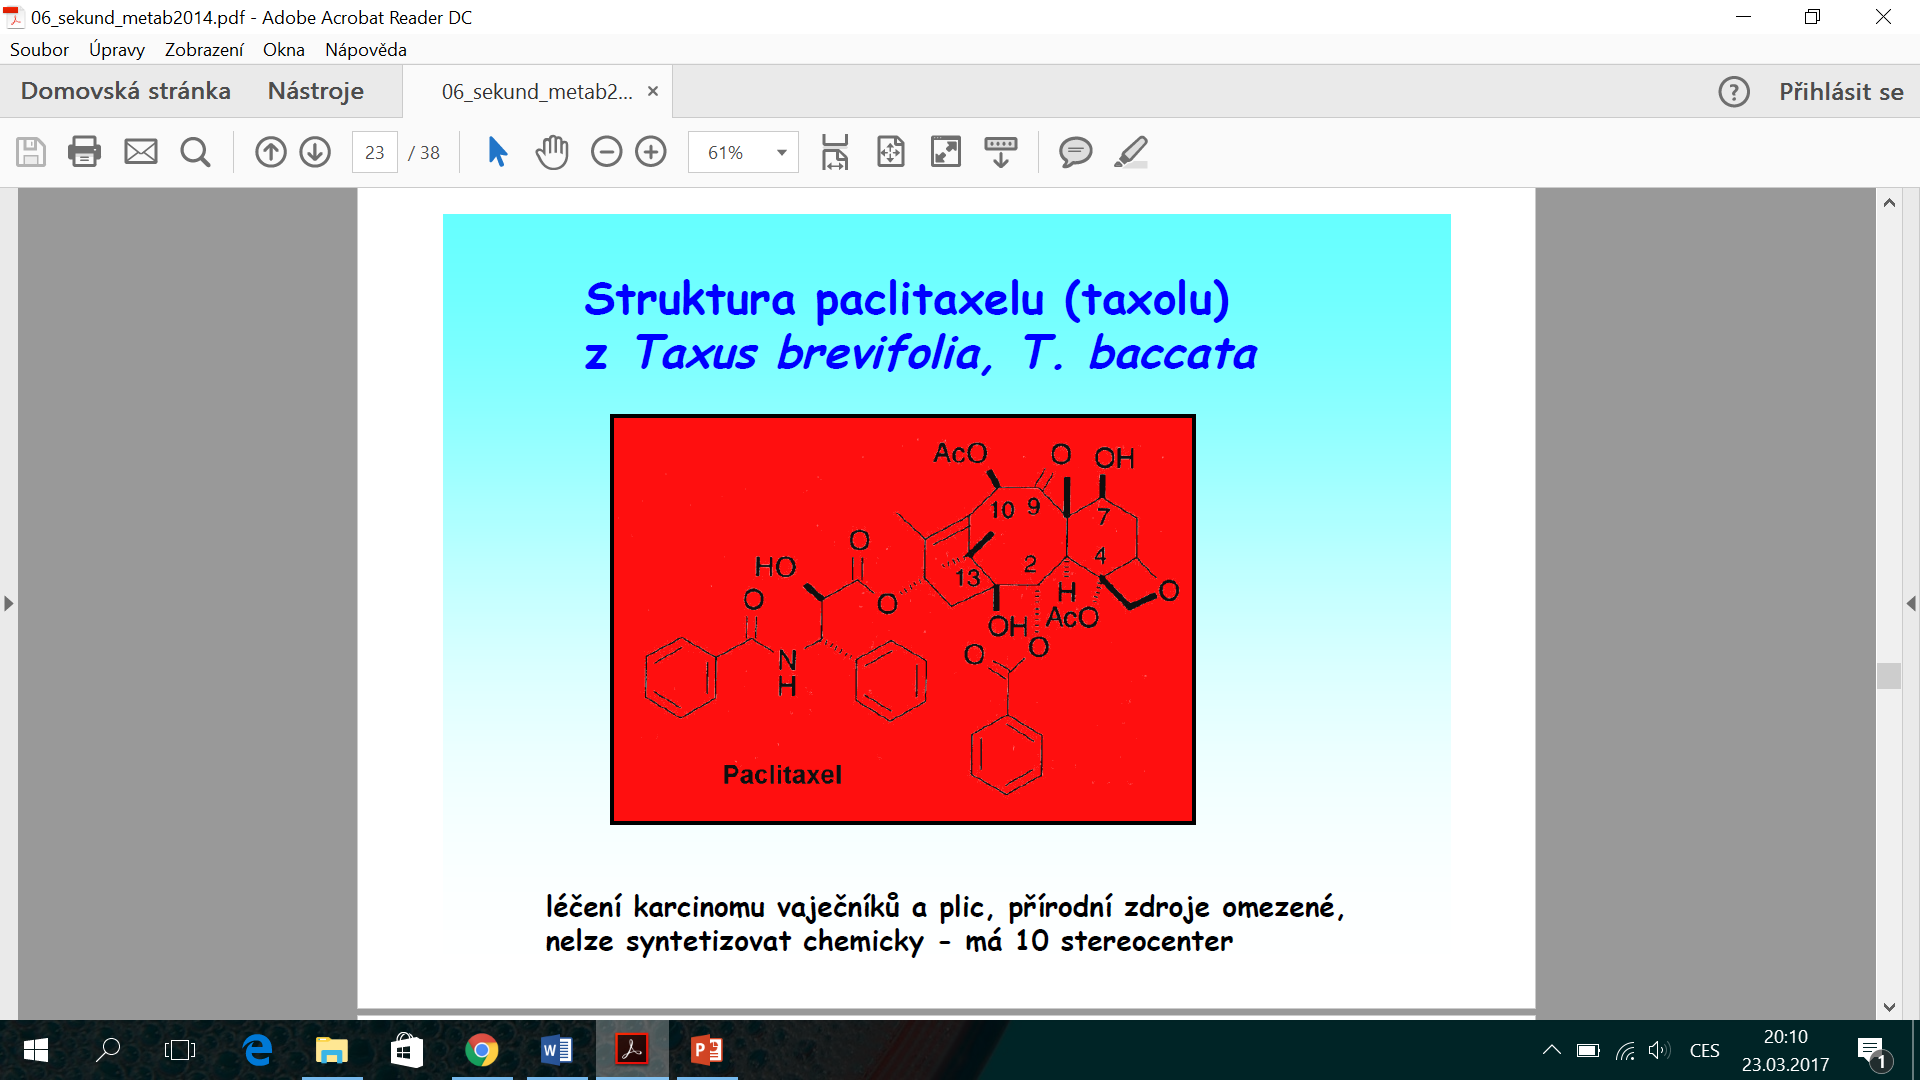 06_sekund_metab2014.pdf - Adobe Acrobat Reader DC
Soubor Úpravy Zobrazení Okna Nápověda
Domovská stránka Nástroje 06_sekund_metab2... × ? Přihlásit se
23 / 38 61%
Struktura paclitaxelu (taxolu)
z Taxus brevifolia, T. baccata
AcO O OH
10 9 7
O
HO 13 2 4
O O H O
OH AcO
N O O
H
Paclitaxel
léčení karcinomu vaječníků a plic, přírodní zdroje omezené,
nelze syntetizovat chemicky - má 10 stereocenter
CES 20:10
23.03.2017
1